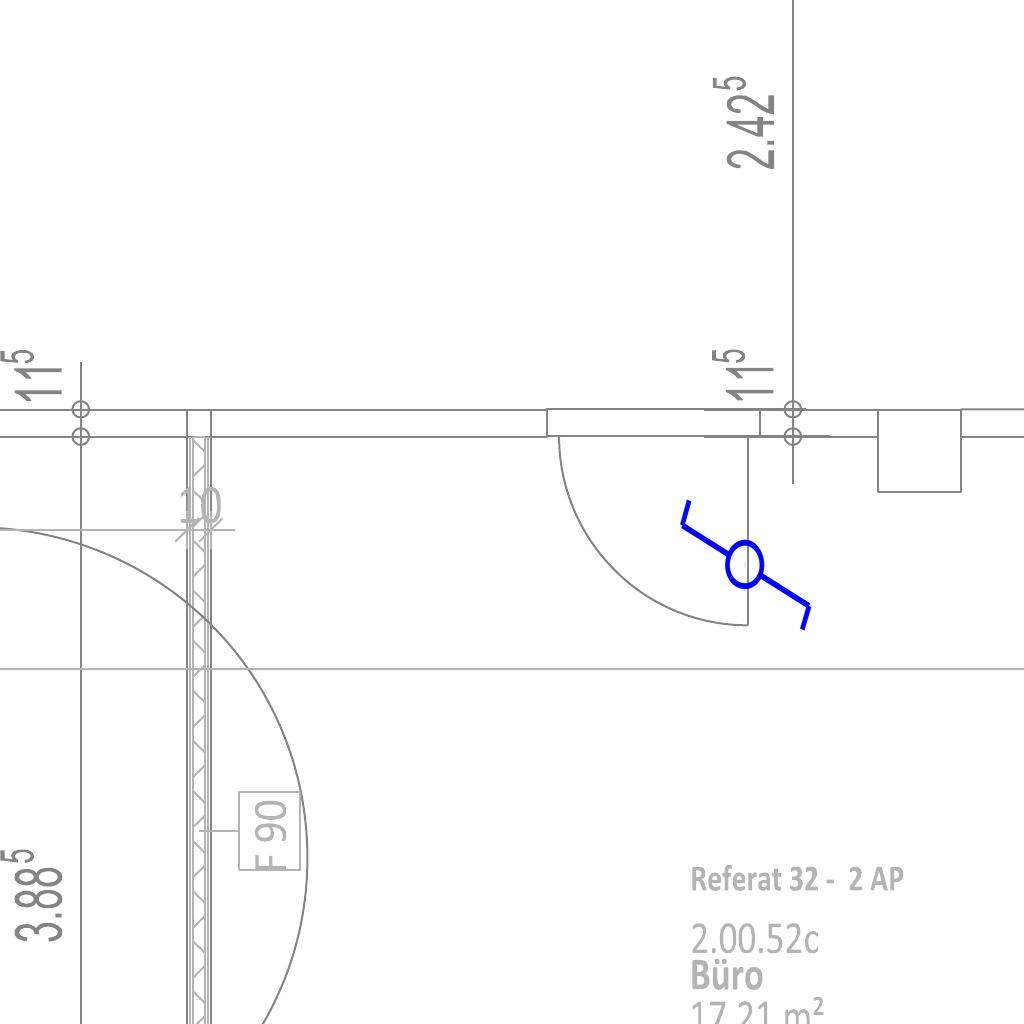 2.42⁵
11⁵
11⁵
10
F 90
3.88⁵
Referat 32 - 2 AP
2.00.52c
Büro
17,21 m²